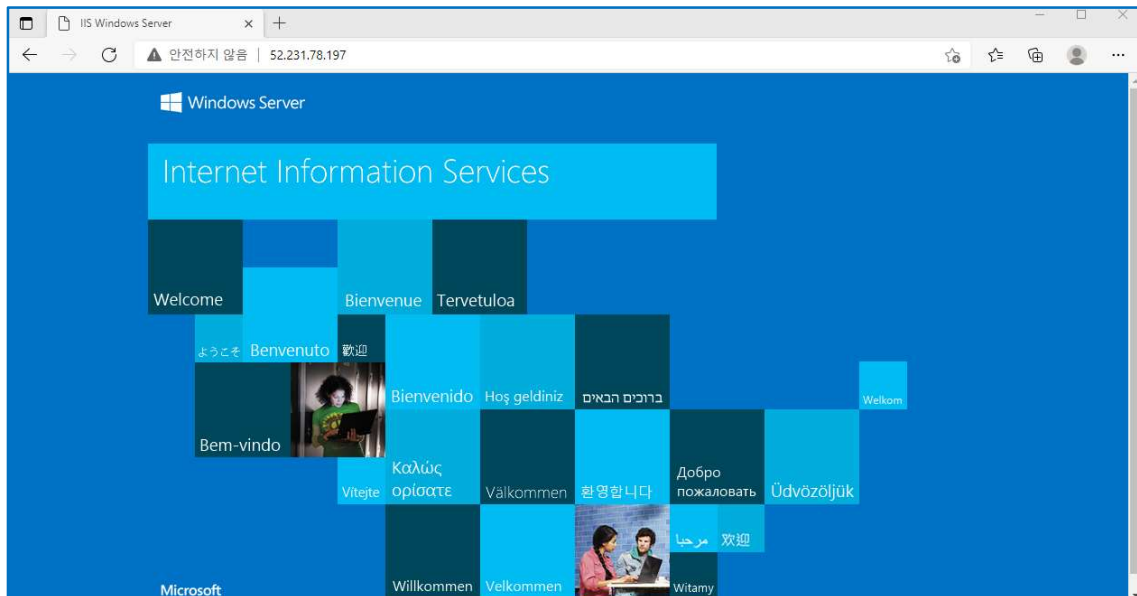 IIS Windows Server
안전하지 않음 | 52.231.78.197
Windows Server
Internet Information Services
Welcome
Bienvenue
Tervetuloa
ようこそ
Benvenuto
歡迎
Bienvenido
Hoş geldiniz
ברוכים הבאים
Welkom
Bem-vindo
Vítejte
Καλώς
ορίσατε
Välkommen
환영합니다
Добро
пожаловать
Üdvözöljük
مرحبا
欢迎
Microsoft
Willkommen
Velkommen
Witamy